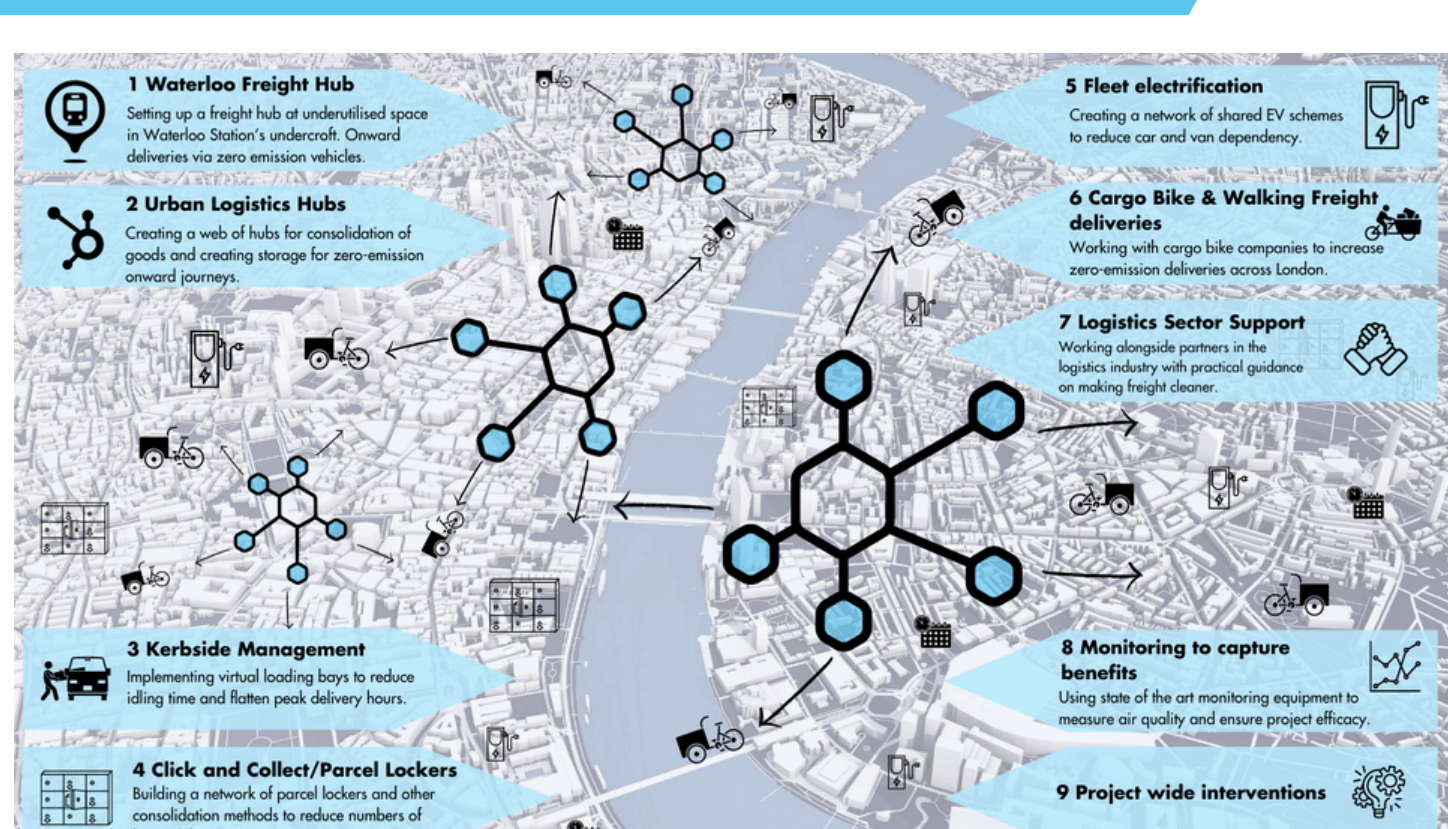 1 Waterloo Freight Hub
Setting up a freight hub at underutilised space
in Waterloo Station's undercroft. Onward
deliveries via zero emission vehicles.
2 Urban Logistics Hubs
Creating a web of hubs for consolidation of
goods and creating storage for zero-emission
onward journeys.
3 Kerbside Management
Implementing virtual loading bays to reduce
idling time and flatten peak delivery hours.
4 Click and Collect/Parcel Lockers
Building a network of parcel lockers and other
consolidation methods to reduce numbers of
5 Fleet electrification
Creating a network of shared EV schemes
to reduce car and van dependency.
6 Cargo Bike & Walking Freight
deliveries
Working with cargo bike companies to increase
zero-emission deliveries across London.
7 Logistics Sector Support
Working alongside partners in the
logistics industry with practical guidance
on making freight cleaner.
8 Monitoring to capture
benefits
Using state of the art monitoring equipment to
measure air quality and ensure project efficacy.
9 Project wide interventions